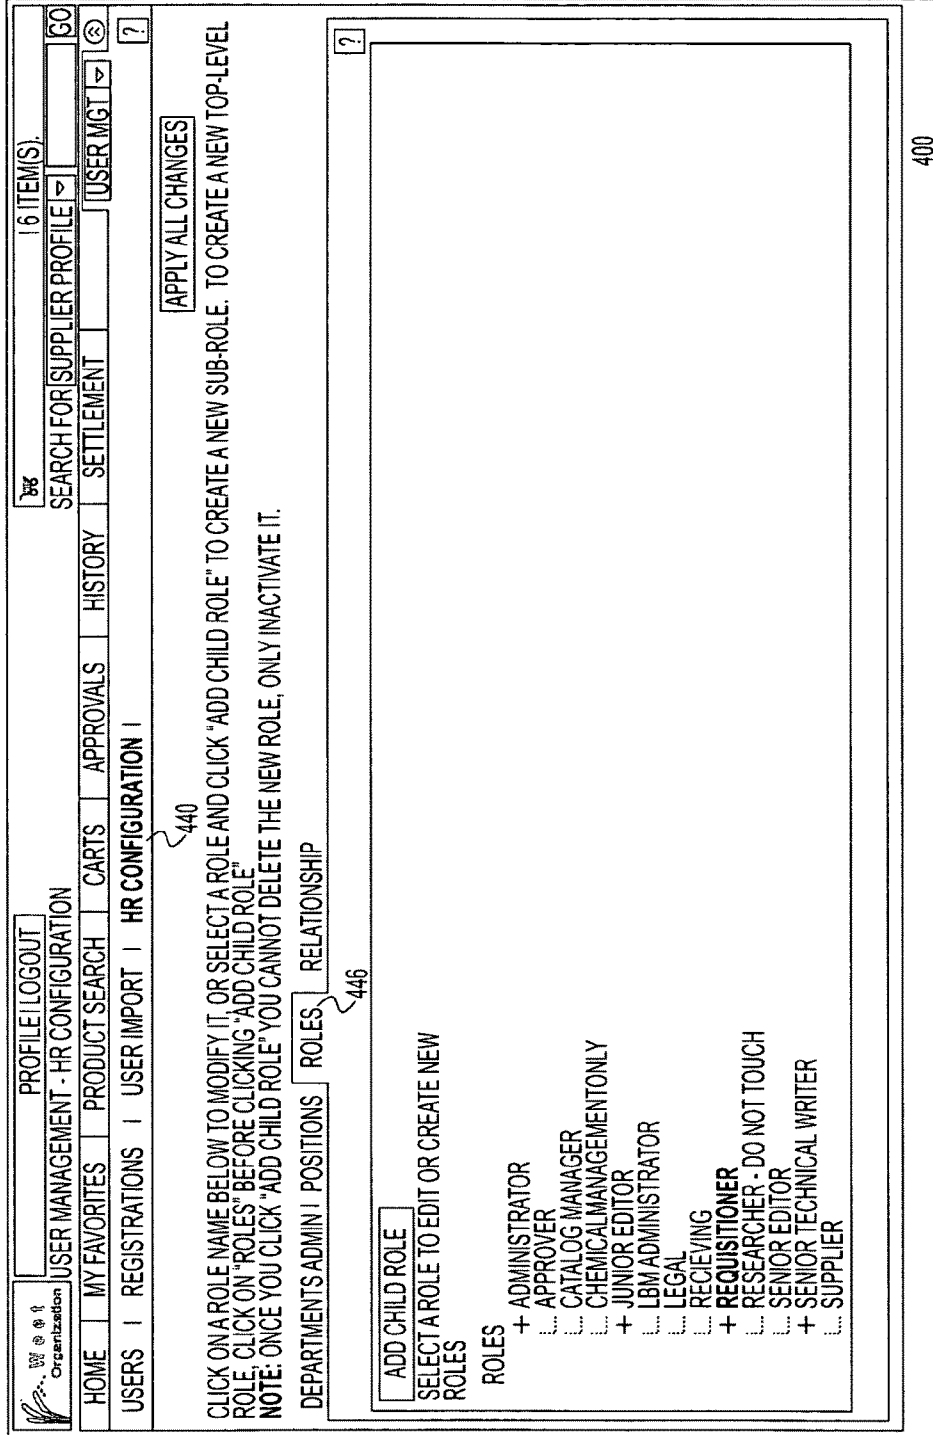 West
Organization
PROFILE | LOGOUT
| 6 ITEM(S).
USER MANAGEMENT - HR CONFIGURATION
SEARCH FOR SUPPLIER PROFILE GO
HOME MY FAVORITES PRODUCT SEARCH CARTS APPROVALS HISTORY SETTLEMENT USER MGT
USERS | REGISTRATIONS | USER IMPORT | HR CONFIGURATION | ?
440
APPLY ALL CHANGES
CLICK ON A ROLE NAME BELOW TO MODIFY IT, OR SELECT A ROLE AND CLICK "ADD CHILD ROLE" TO CREATE A NEW SUB-ROLE. TO CREATE A NEW TOP-LEVEL
ROLE, CLICK ON "ROLES" BEFORE CLICKING "ADD CHILD ROLE"
NOTE: ONCE YOU CLICK "ADD CHILD ROLE" YOU CANNOT DELETE THE NEW ROLE, ONLY INACTIVATE IT.
DEPARTMENTS ADMIN | POSITIONS ROLES RELATIONSHIP
446
?
ADD CHILD ROLE
SELECT A ROLE TO EDIT OR CREATE NEW
ROLES
ROLES
+ ADMINISTRATOR
APPROVER
CATALOG MANAGER
CHEMICALMANAGEMENTONLY
+ JUNIOR EDITOR
LBM ADMINISTRATOR
LEGAL
RECIEVING
+ REQUISITIONER
RESEARCHER - DO NOT TOUCH
SENIOR EDITOR
+ SENIOR TECHNICAL WRITER
SUPPLIER
400